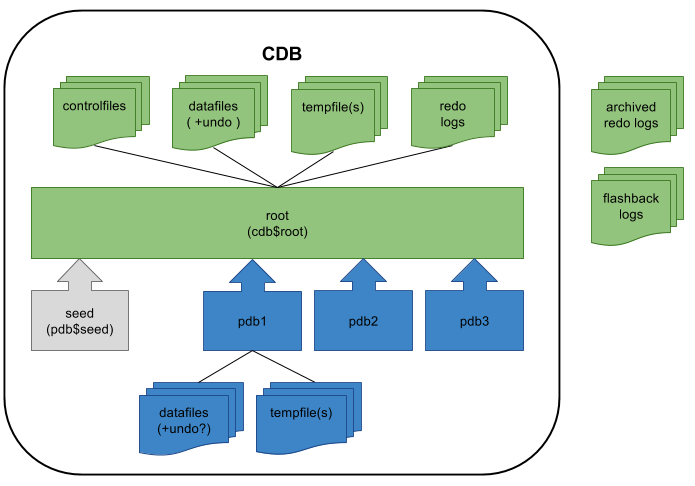 CDB
controlfiles
datafiles
( +undo )
tempfile(s)
redo
logs
archived
redo logs
flashback
logs
root
(cdb$root)
seed
(pdb$seed)
pdb1
pdb2
pdb3
datafiles
(+undo?)
tempfile(s)